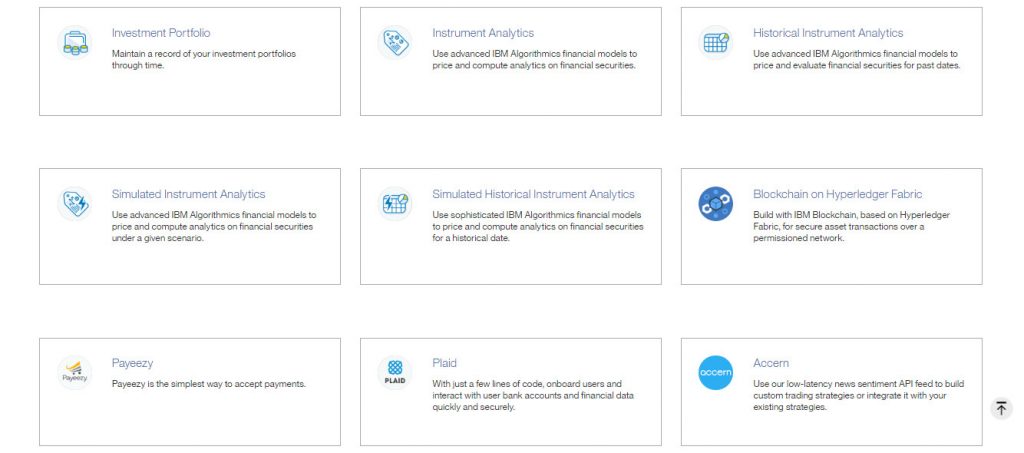 Investment Portfolio
Maintain a record of your investment portfolios
through time.
Instrument Analytics
Use advanced IBM Algorithmics financial models to
price and compute analytics on financial securities.
Historical Instrument Analytics
Use advanced IBM Algorithmics financial models to
price and evaluate financial securities for past dates.
Simulated Instrument Analytics
Use advanced IBM Algorithmics financial models to
price and compute analytics on financial securities
under a given scenario.
Simulated Historical Instrument Analytics
Use sophisticated IBM Algorithmics financial models
to price and compute analytics on financial securities
for a historical date.
Blockchain on Hyperledger Fabric
Build with IBM Blockchain, based on Hyperledger
Fabric, for secure asset transactions over a
permissioned network.
Payeezy
Payeezy
Payeezy is the simplest way to accept payments.
PLAID
Plaid
With just a few lines of code, onboard users and
interact with user bank accounts and financial data
quickly and securely.
accern
Accern
Use our low-latency news sentiment API feed to build
custom trading strategies or integrate it with your
existing strategies.